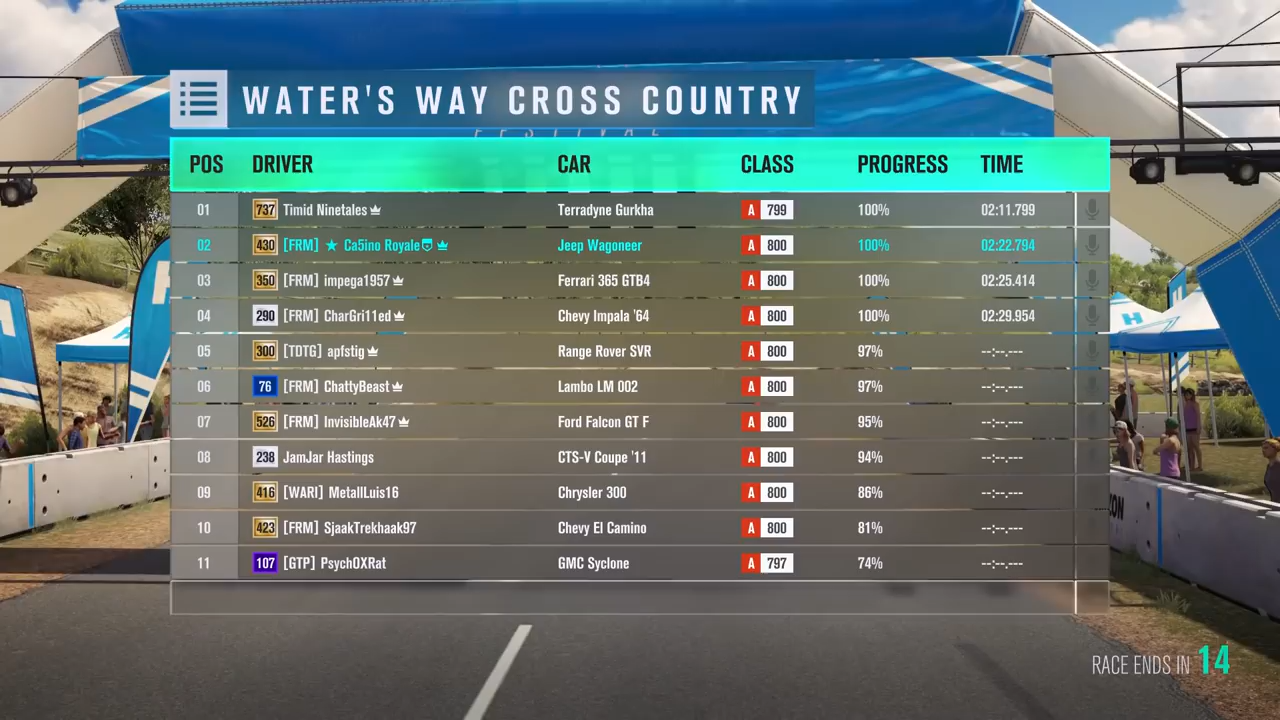 WATER'S WAY CROSS COUNTRY
FESTIVAL
POS DRIVER CAR CLASS PROGRESS TIME
01 737 Timid Ninetales Terradyne Gurkha A 799 100% 02:11.799
02 430 [FRM] ★ Ca5ino Royale Jeep Wagoneer A 800 100% 02:22.794
03 350 [FRM] impega1957 Ferrari 365 GTB4 A 800 100% 02:25.414
04 290 [FRM] CharGri11ed Chevy Impala '64 A 800 100% 02:29.954
05 300 [TDTG] apfstig Range Rover SVR A 800 97% --:--.---
06 76 [FRM] ChattyBeast Lambo LM 002 A 800 97% --:--.---
07 526 [FRM] InvisibleAk47 Ford Falcon GT F A 800 95% --:--.---
08 238 JamJar Hastings CTS-V Coupe '11 A 800 94% --:--.---
09 416 [WARI] MetallLuis16 Chrysler 300 A 800 86% --:--.---
10 423 [FRM] SjaakTrekhaak97 Chevy El Camino A 800 81% --:--.---
11 107 [GTP] PsychOXRat GMC Syclone A 797 74% --:--.---
H
RACE ENDS IN 14